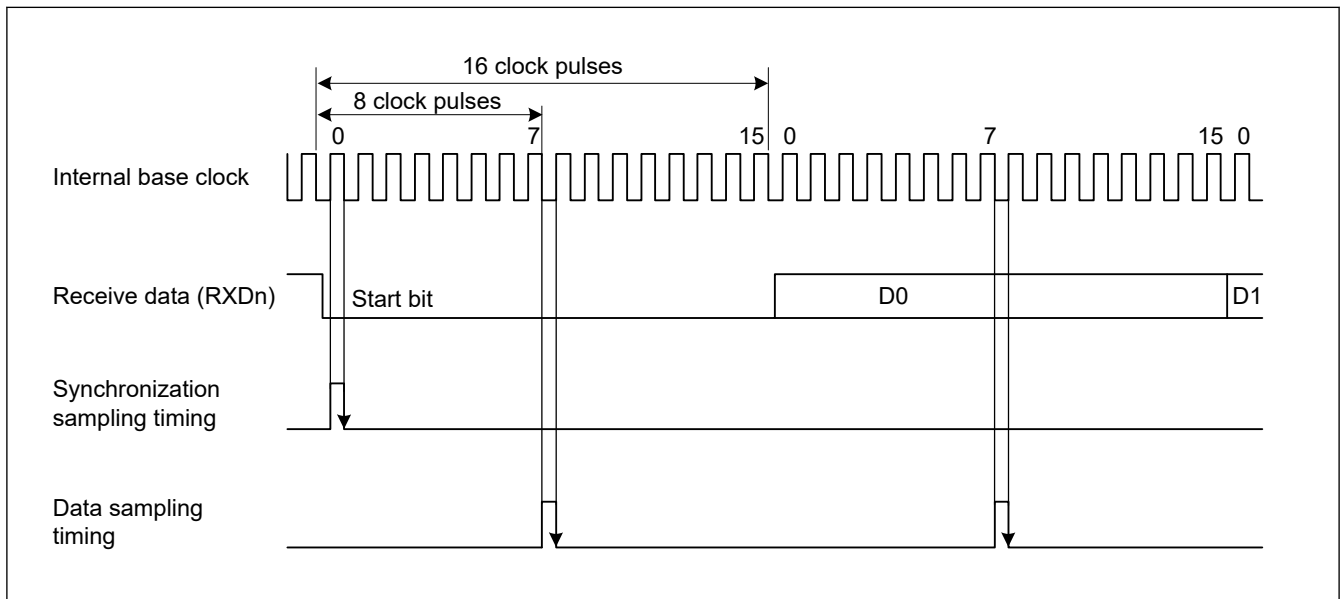 16 clock pulses
8 clock pulses
0 7 15 0 7 15 0
Internal base clock
Receive data (RXDn)
Start bit
D0
D1
Synchronization
sampling timing
Data sampling
timing